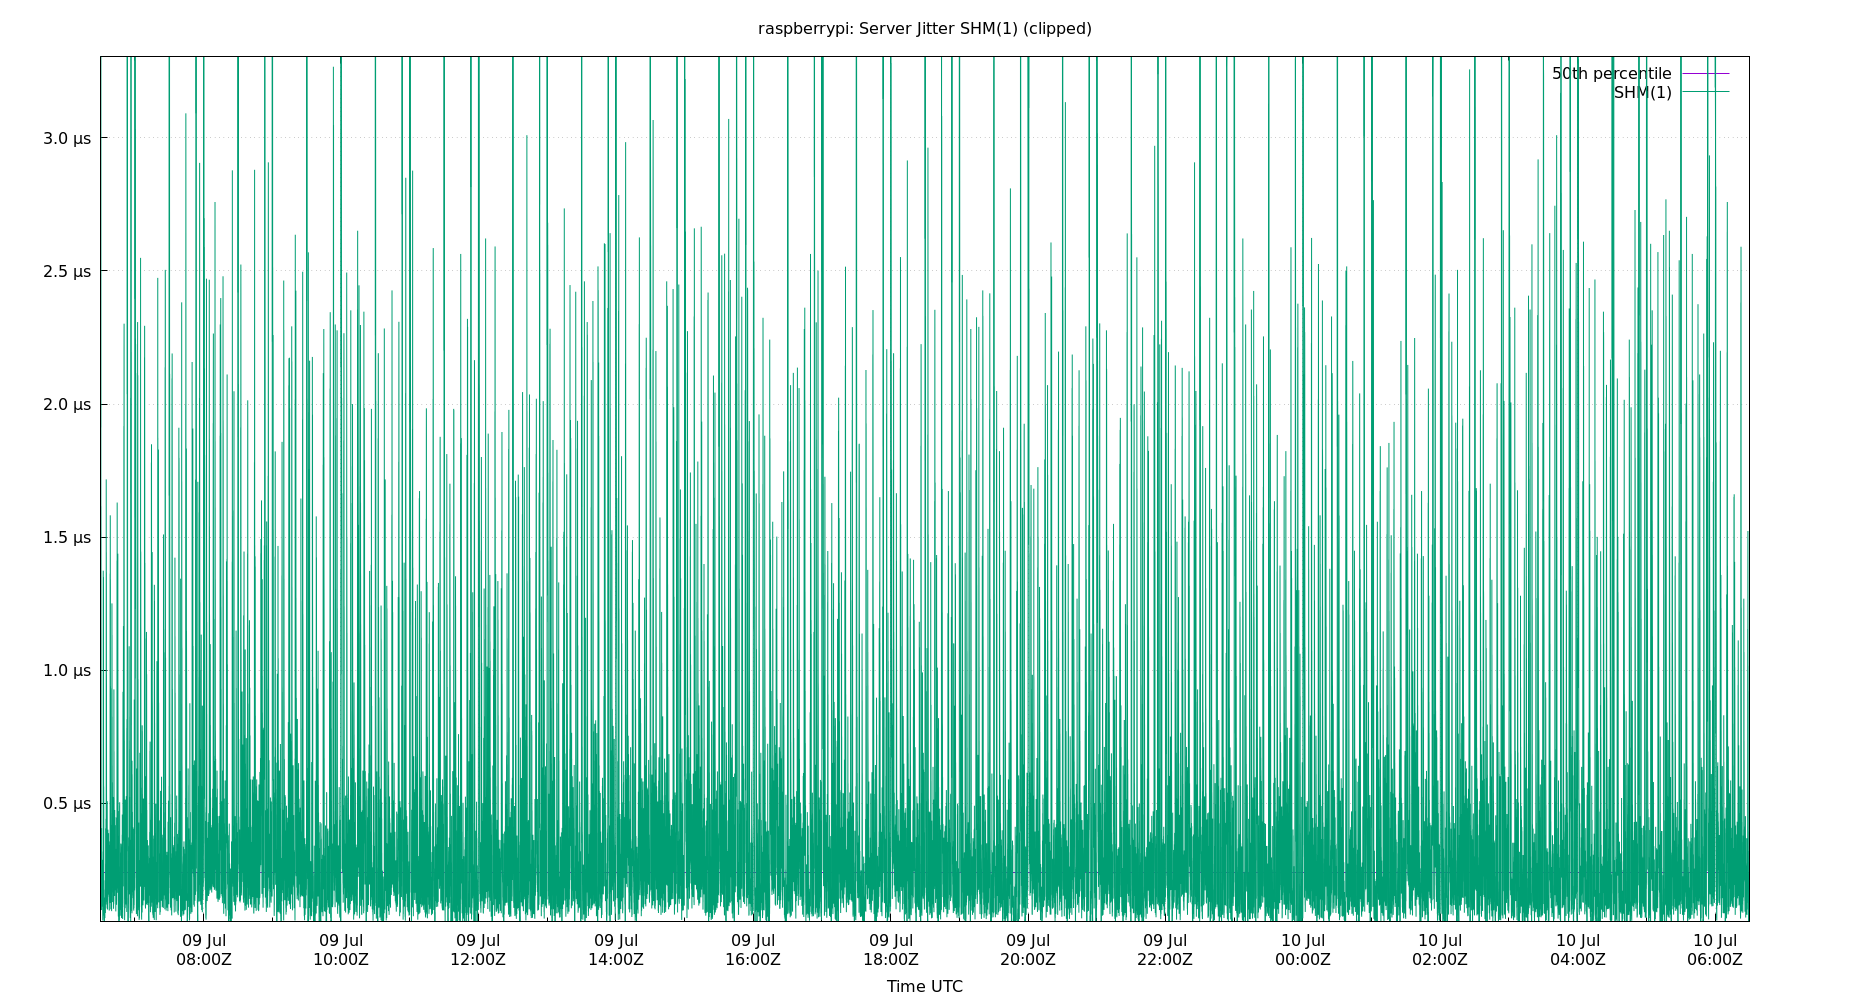 raspberrypi: Server Jitter SHM(1) (clipped)
50th percentile
SHM(1)
3.0 µs
2.5 µs
2.0 µs
1.5 µs
1.0 µs
0.5 µs
09 Jul 09 Jul 09 Jul 09 Jul 09 Jul 09 Jul 09 Jul 09 Jul 10 Jul 10 Jul 10 Jul 10 Jul
08:00Z 10:00Z 12:00Z 14:00Z 16:00Z 18:00Z 20:00Z 22:00Z 00:00Z 02:00Z 04:00Z 06:00Z
Time UTC